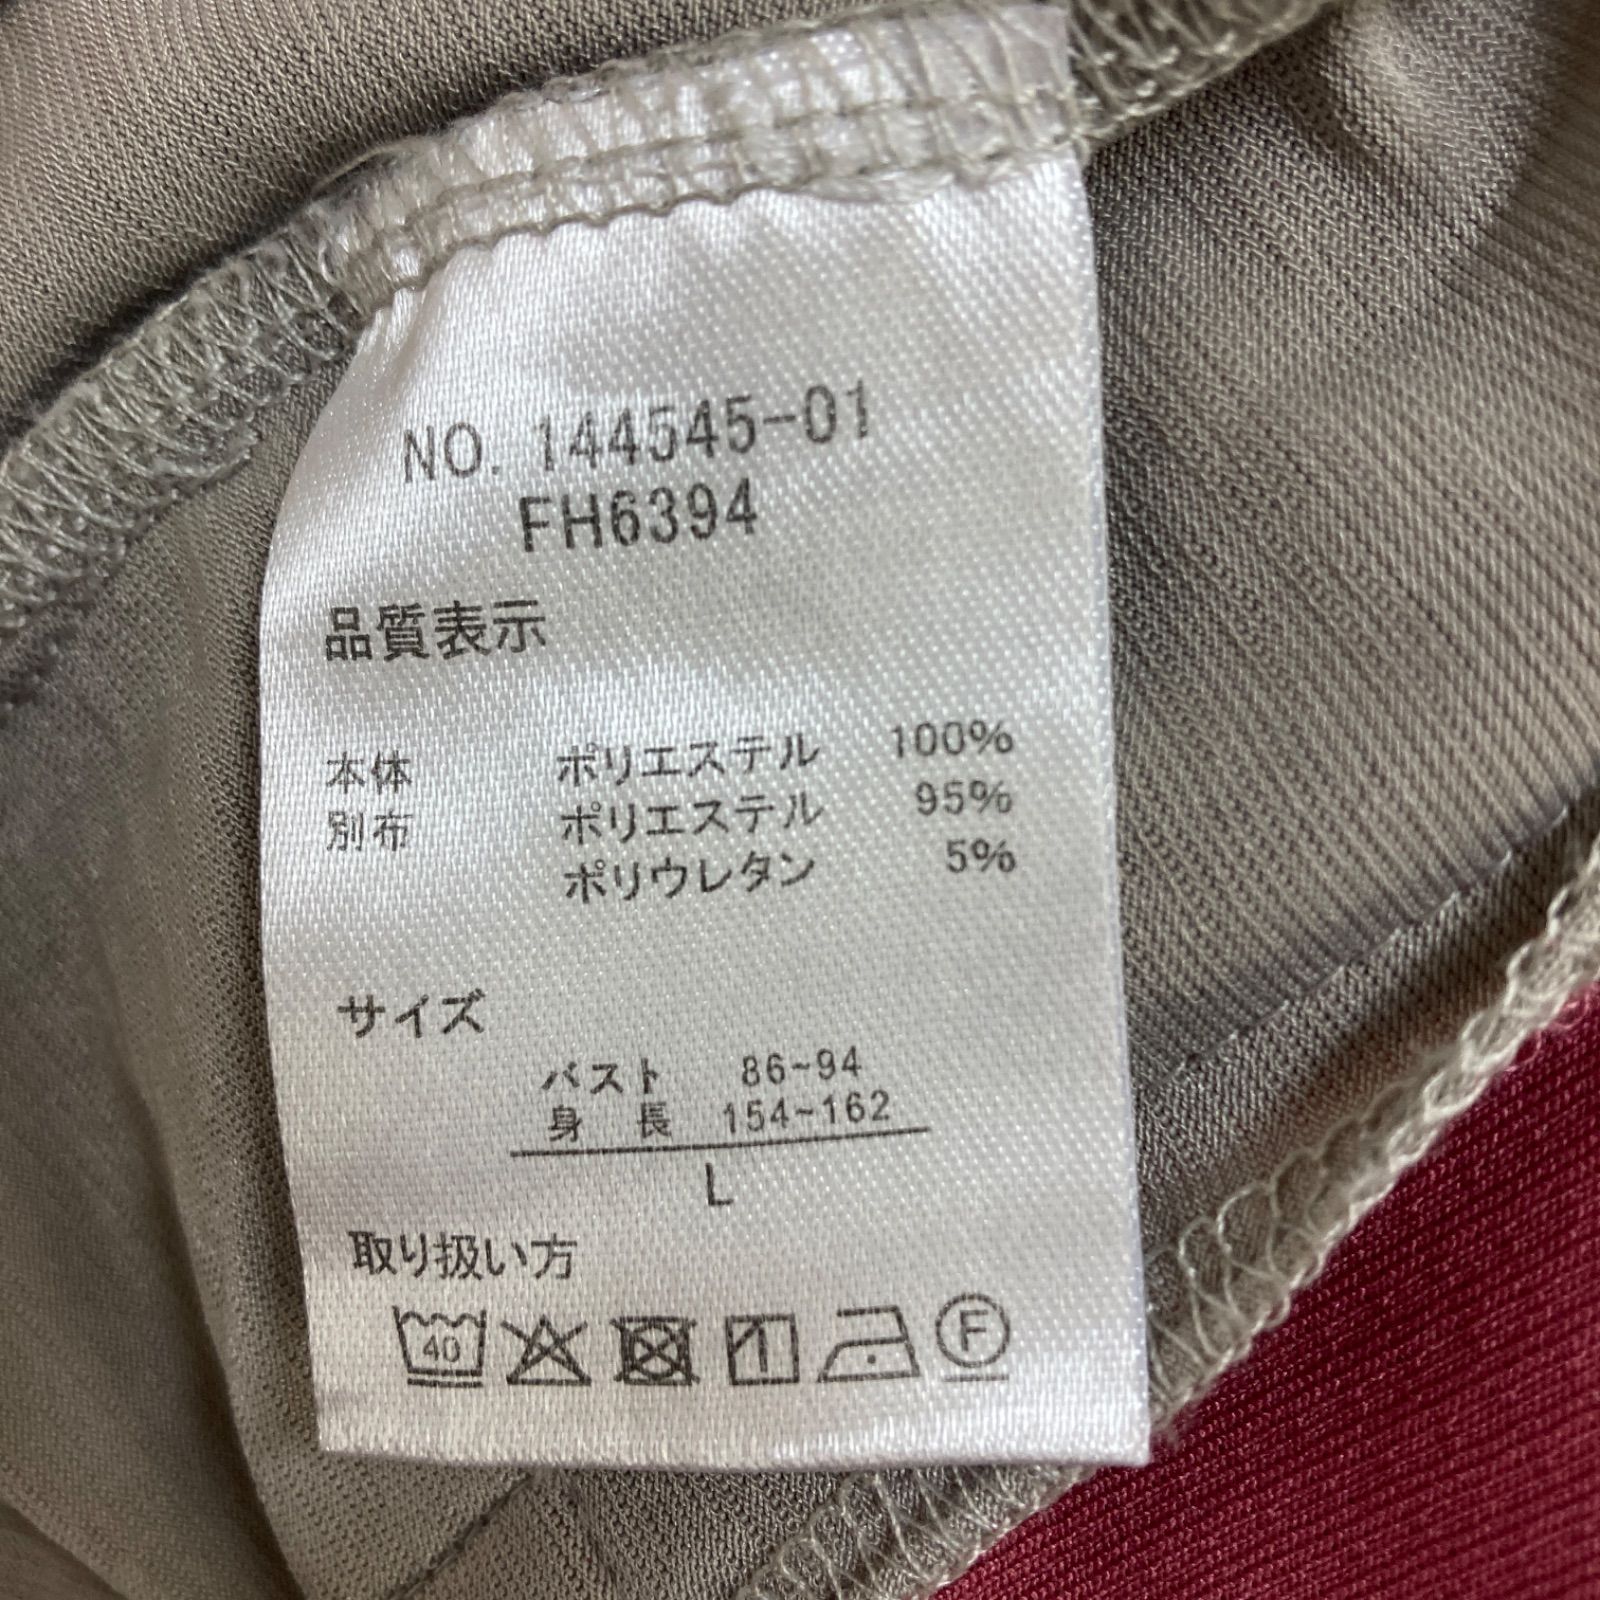 NO. 144545-01
FH6394
品質表示
本体 ポリエステル 100%
別布 ポリエステル 95%
ポリウレタン 5%
サイズ
バスト 86~94
身長 154~162
L
取り扱い方
40
F